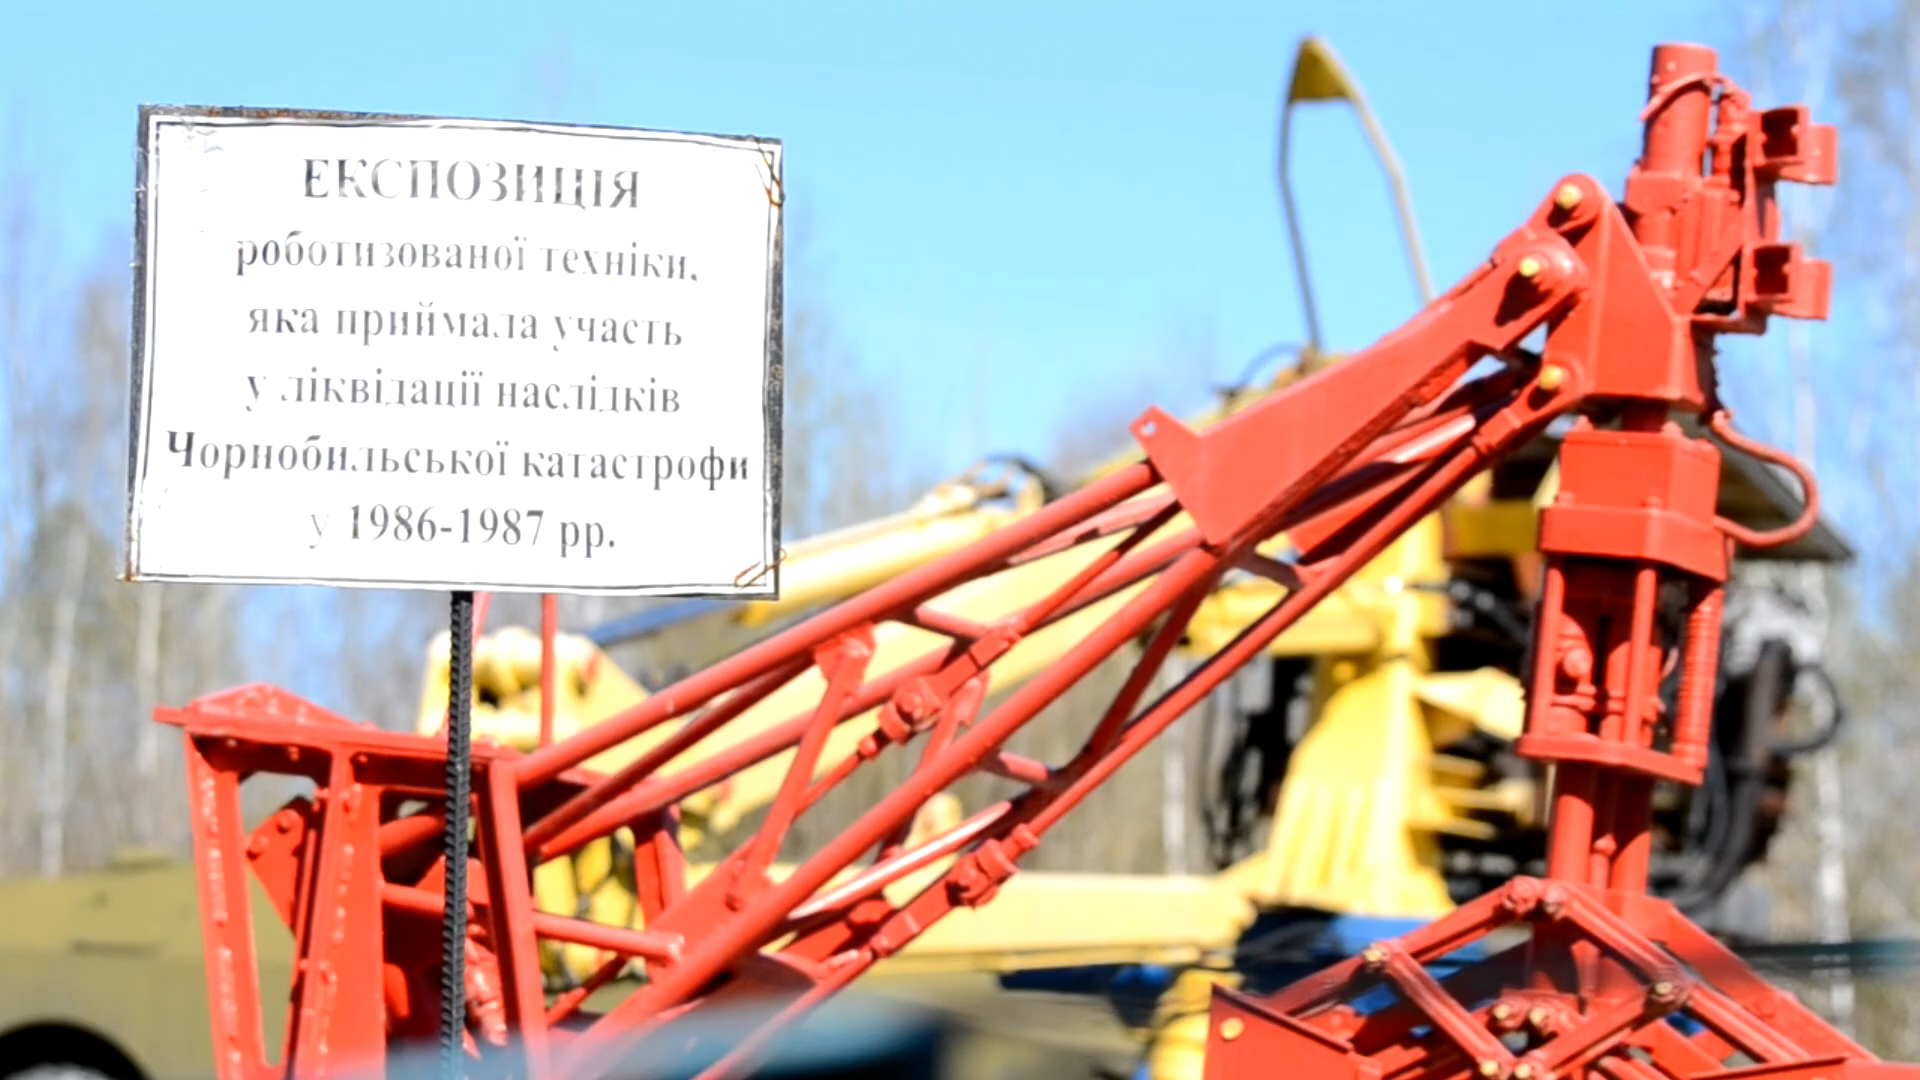 ЕКСПОЗИЦІЯ
роботизованої техніки,
яка приймала участь
у ліквідації наслідків
Чорнобильської катастрофи
у 1986-1987 рр.